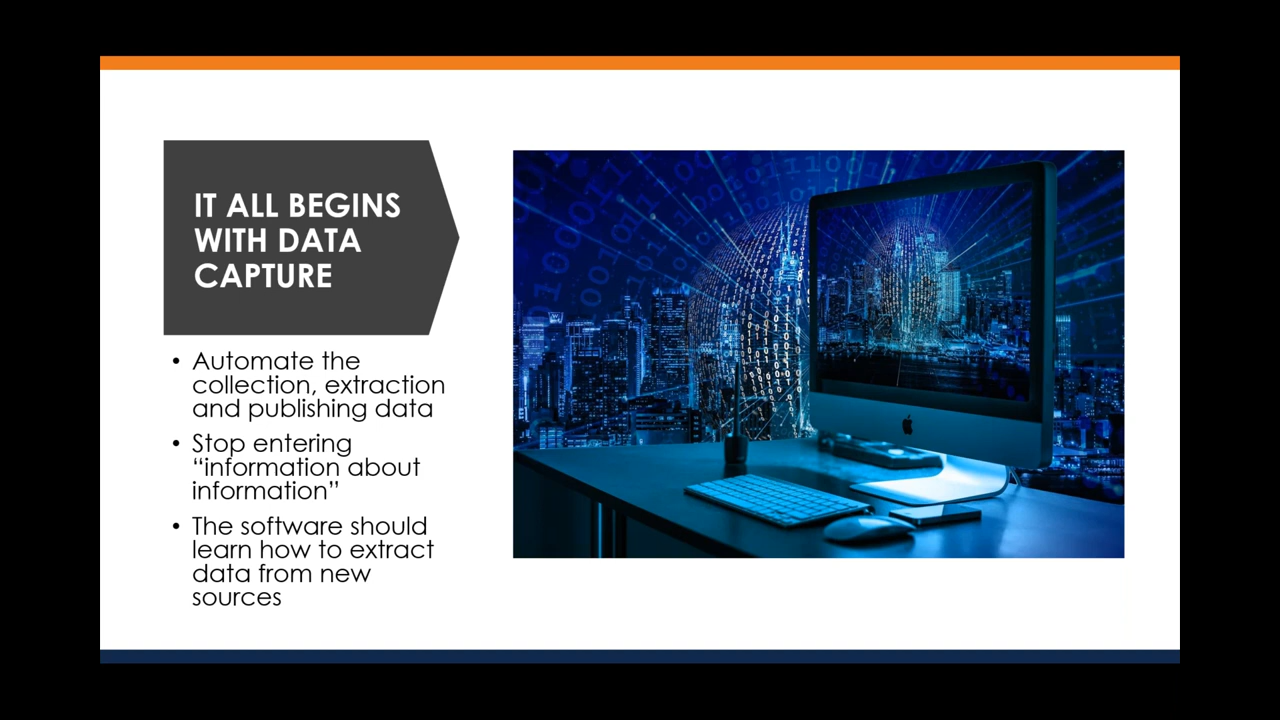 IT ALL BEGINS
WITH DATA
CAPTURE
• Automate the
collection, extraction
and publishing data
• Stop entering
“information about
information”
• The software should
learn how to extract
data from new
sources